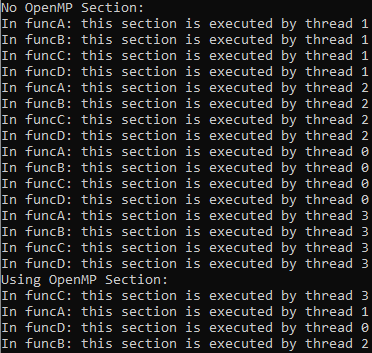 No OpenMP Section:
In funcA: this section is executed by thread 1
In funcB: this section is executed by thread 1
In funcC: this section is executed by thread 1
In funcD: this section is executed by thread 1
In funcA: this section is executed by thread 2
In funcB: this section is executed by thread 2
In funcC: this section is executed by thread 2
In funcD: this section is executed by thread 2
In funcA: this section is executed by thread 0
In funcB: this section is executed by thread 0
In funcC: this section is executed by thread 0
In funcD: this section is executed by thread 0
In funcA: this section is executed by thread 3
In funcB: this section is executed by thread 3
In funcC: this section is executed by thread 3
In funcD: this section is executed by thread 3
Using OpenMP Section:
In funcC: this section is executed by thread 3
In funcA: this section is executed by thread 1
In funcD: this section is executed by thread 0
In funcB: this section is executed by thread 2